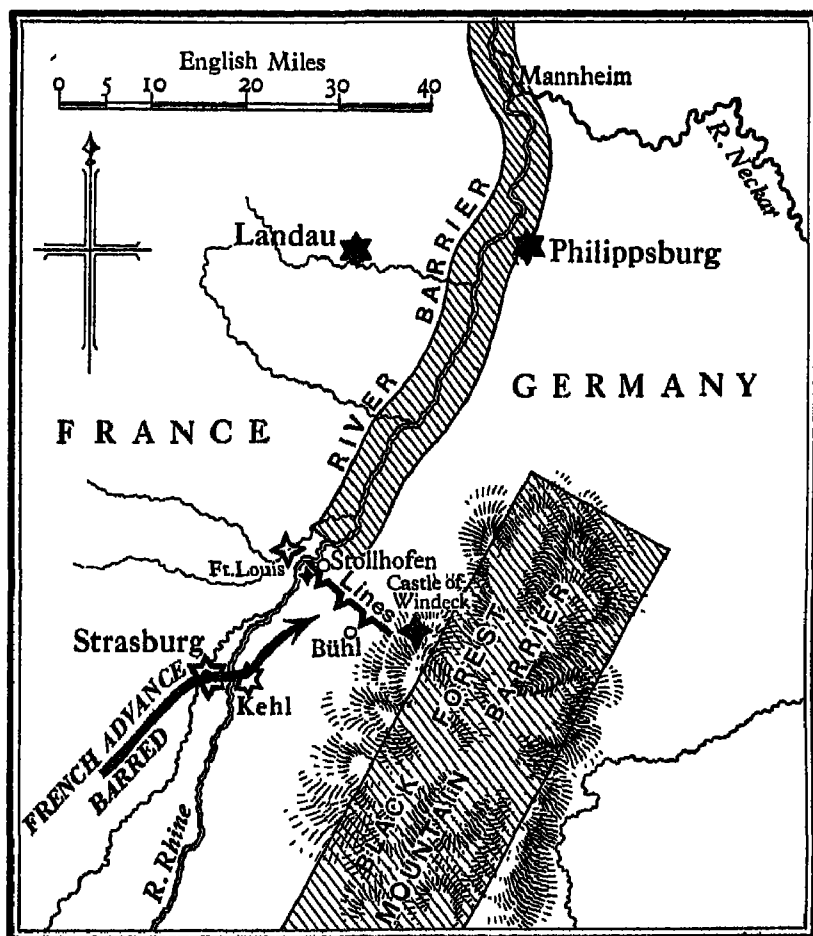 English Miles
0 5 10 20 30 40
Mannheim
R. Neckar
Landau
Philippsburg
RIVER BARRIER
GERMANY
FRANCE
Ft. Louis
Stollhofen
Lines
Castle of
Windeck
Bühl
Strasburg
Kehl
FRENCH ADVANCE
BARRED
R. Rhine
BLACK FOREST
MOUNTAIN BARRIER